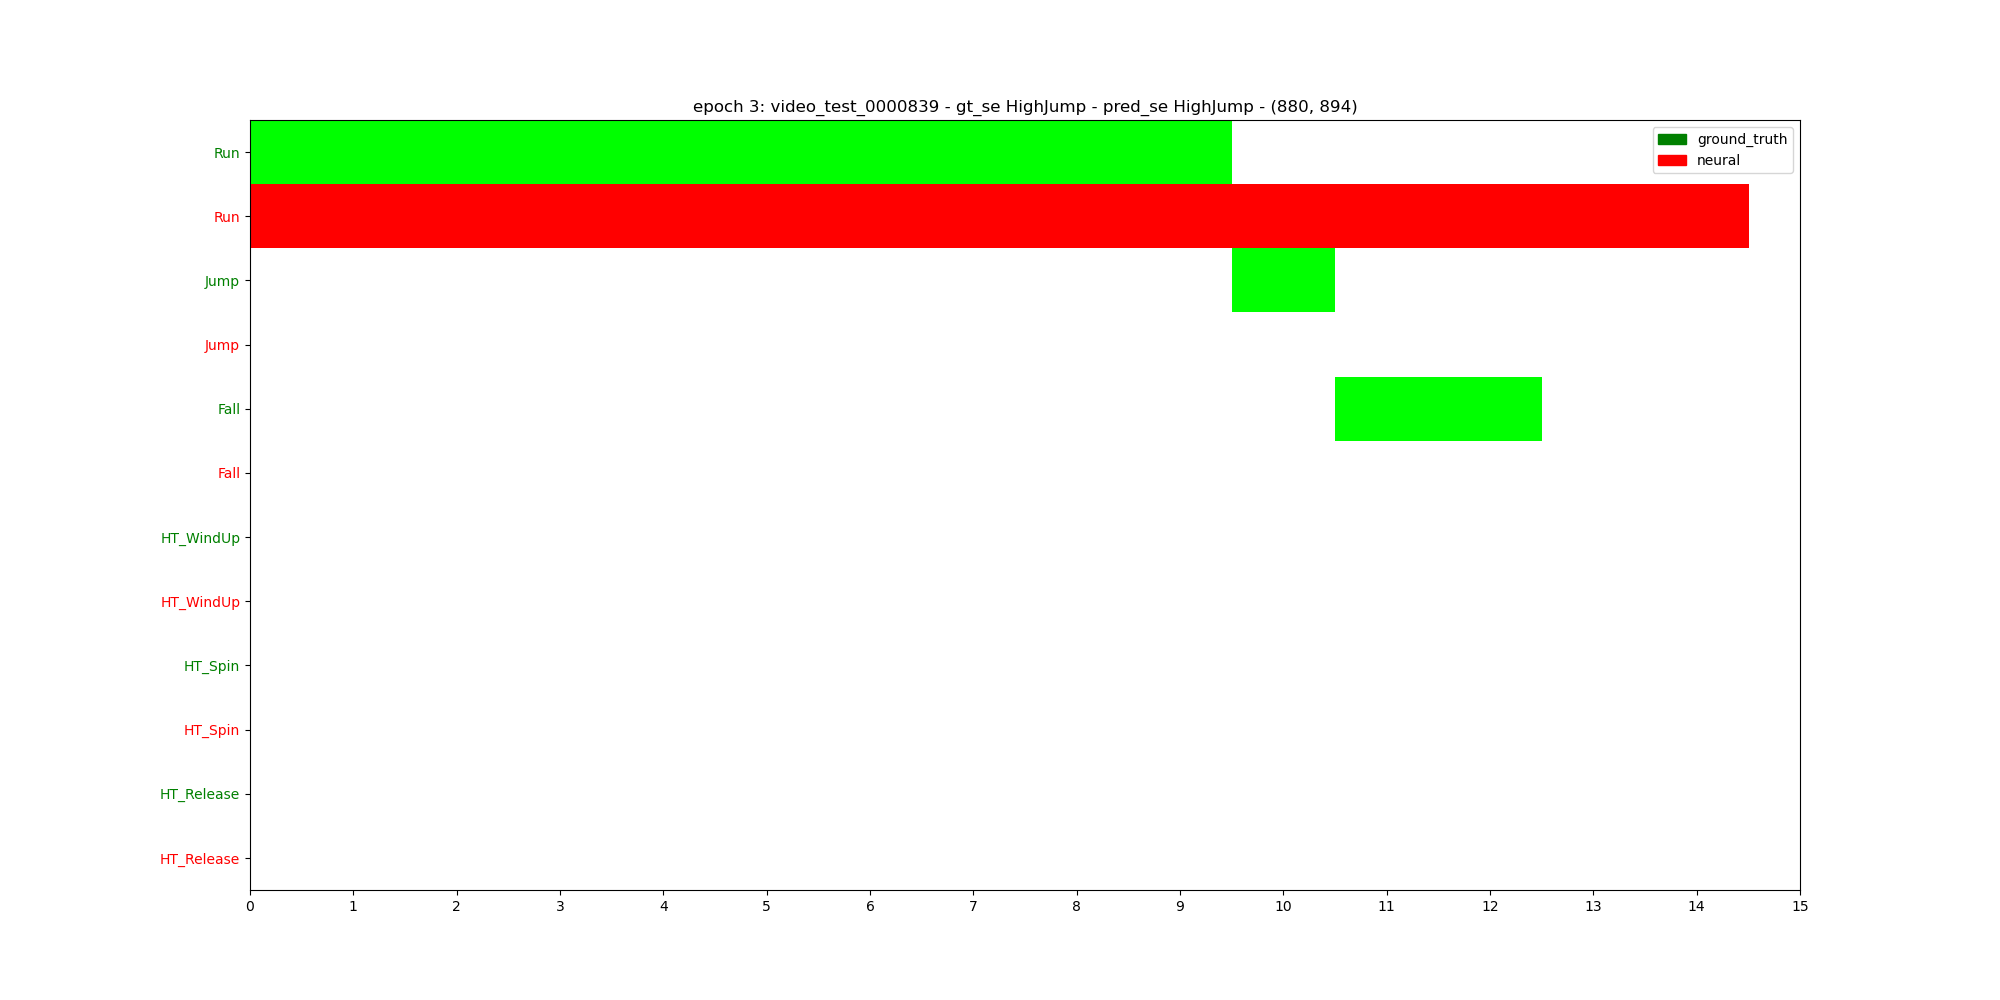 epoch 3: video_test_0000839 - gt_se HighJump - pred_se HighJump - (880, 894)
ground_truth
neural
Run
Run
Jump
Jump
Fall
Fall
HT_WindUp
HT_WindUp
HT_Spin
HT_Spin
HT_Release
HT_Release
0 1 2 3 4 5 6 7 8 9 10 11 12 13 14 15